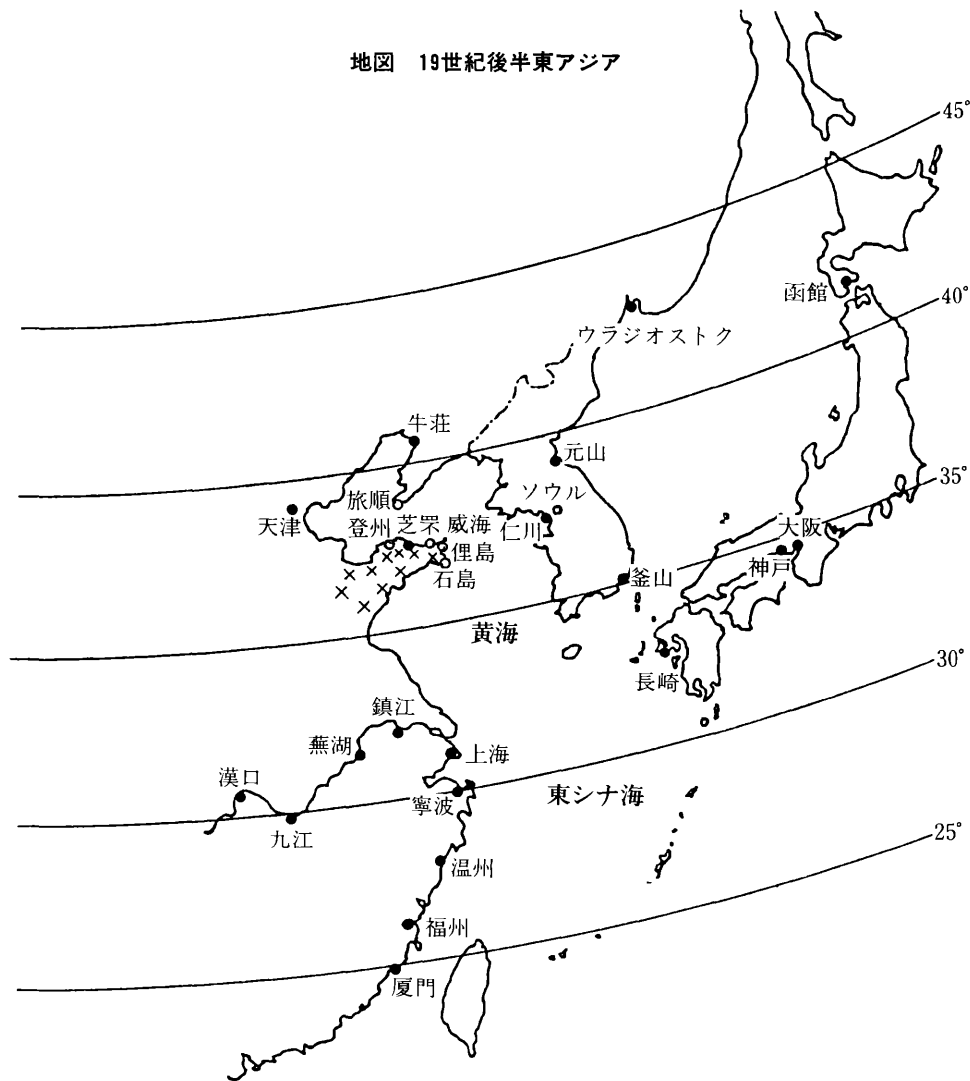 地図 19世紀後半東アジア
45°
函館
40°
ウラジオストク
牛荘
元山
35°
旅順
ソウル
天津
登州 芝罘 威海
仁川
大阪
俚島
神戸
石島
釜山
黄海
長崎
30°
鎮江
蕪湖
上海
漢口
寧波
東シナ海
九江
25°
温州
福州
厦門